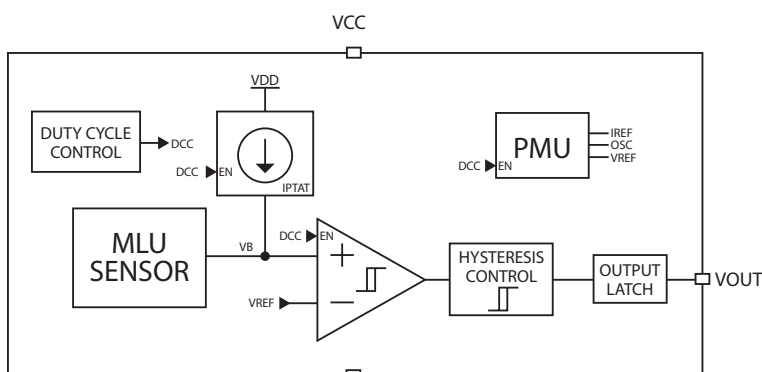 VCC
VDD
DUTY CYCLE
CONTROL
DCC
DCC
EN
IPTAT
PMU
DCC
EN
IREF
OSC
VREF
MLU
SENSOR
VB
DCC
EN
VREF
HYSTERESIS
CONTROL
OUTPUT
LATCH
VOUT